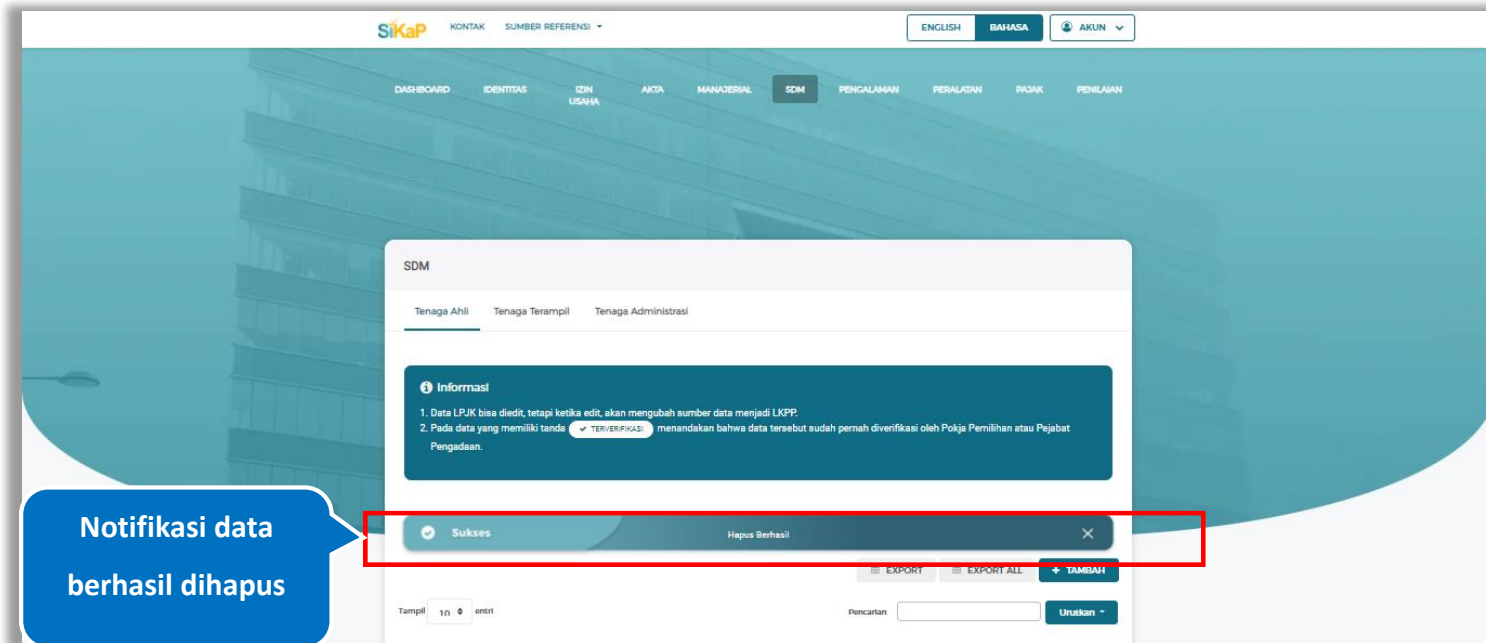 SiKaP KONTAK SUMBER REFERENSI ENGLISH BAHASA AKUN
DASHBOARD IDENTITAS IZIN USAHA AKTA MANAJERIAL SDM PENGALAMAN PERALATAN PAJAK PENILAIAN
SDM
Tenaga Ahli Tenaga Terampil Tenaga Administrasi
Informasi
1. Data LPJK bisa diedit, tetapi ketika edit, akan mengubah sumber data menjadi LKPP.
2. Pada data yang memiliki tanda TERVERIFIKASI menandakan bahwa data tersebut sudah pernah diverifikasi oleh Pokja Pemilihan atau Pejabat
Pengadaan.
Notifikasi data
berhasil dihapus
Sukses Hapus Berhasil
EXPORT EXPORT ALL + TAMBAH
Tampil 10 entri Pencarian Urutkan